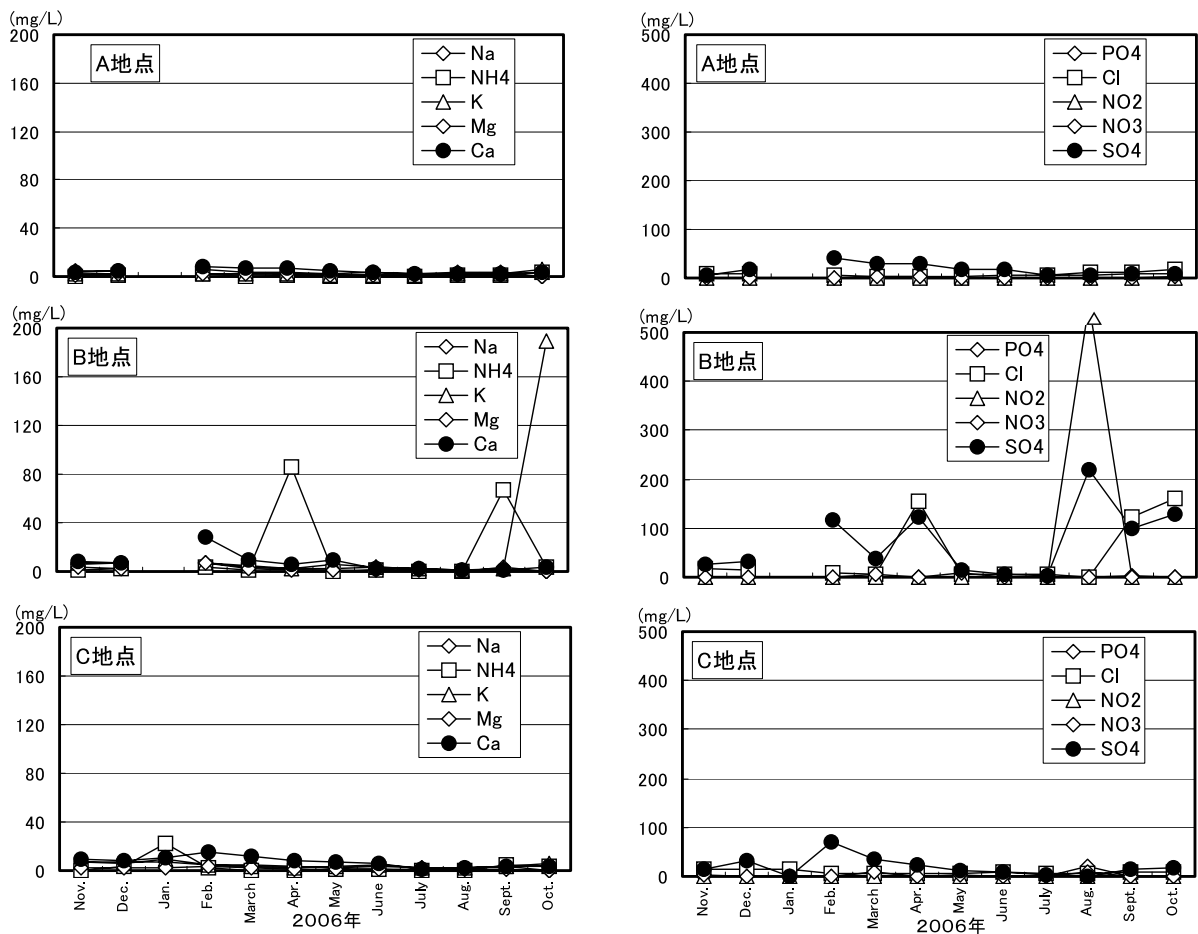 (mg/L)
200
160
120
80
40
0
A地点
Na
NH4
K
Mg
Ca
(mg/L)
500
400
300
200
100
0
A地点
PO4
Cl
NO2
NO3
SO4
(mg/L)
200
160
120
80
40
0
B地点
Na
NH4
K
Mg
Ca
(mg/L)
500
400
300
200
100
0
B地点
PO4
Cl
NO2
NO3
SO4
(mg/L)
200
160
120
80
40
0
C地点
Na
NH4
K
Mg
Ca
Nov. Dec. Jan. Feb. March Apr. May June July Aug. Sept. Oct.
2006年
(mg/L)
500
400
300
200
100
0
C地点
PO4
Cl
NO2
NO3
SO4
Nov. Dec. Jan. Feb. March Apr. May June July Aug. Sept. Oct.
2006年